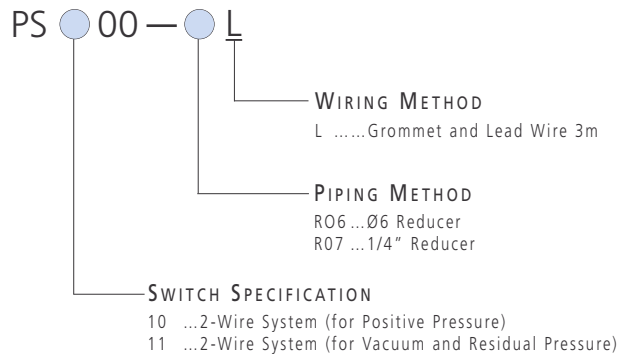 PS 00 — L
WIRING METHOD
L ......Grommet and Lead Wire 3m
PIPING METHOD
RO6 ...Ø6 Reducer
R07 ...1/4" Reducer
SWITCH SPECIFICATION
10 ...2-Wire System (for Positive Pressure)
11 ...2-Wire System (for Vacuum and Residual Pressure)